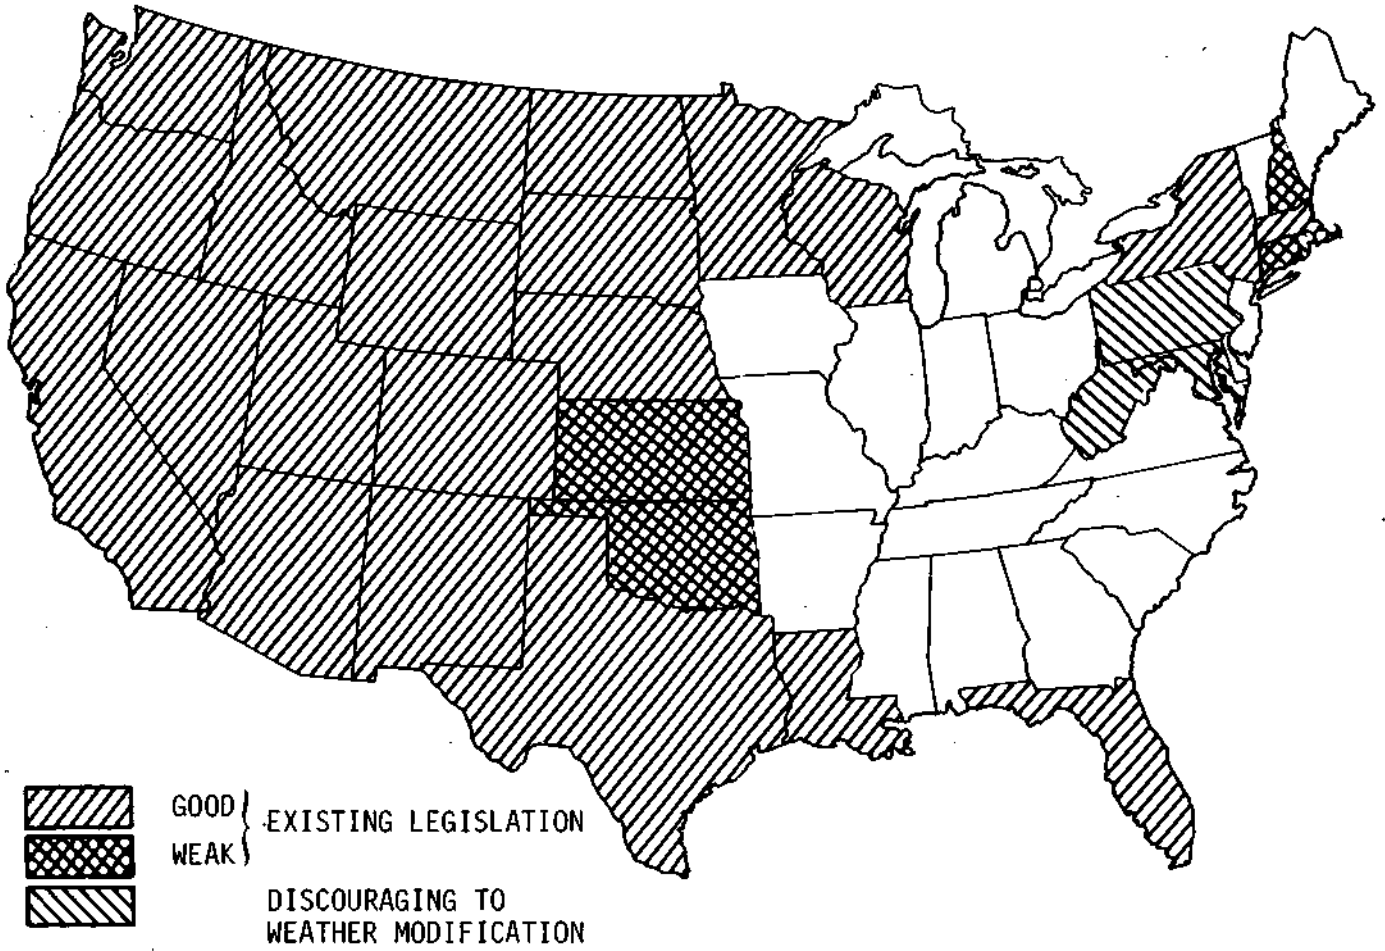 GOOD
EXISTING LEGISLATION
WEAK
DISCOURAGING TO
WEATHER MODIFICATION